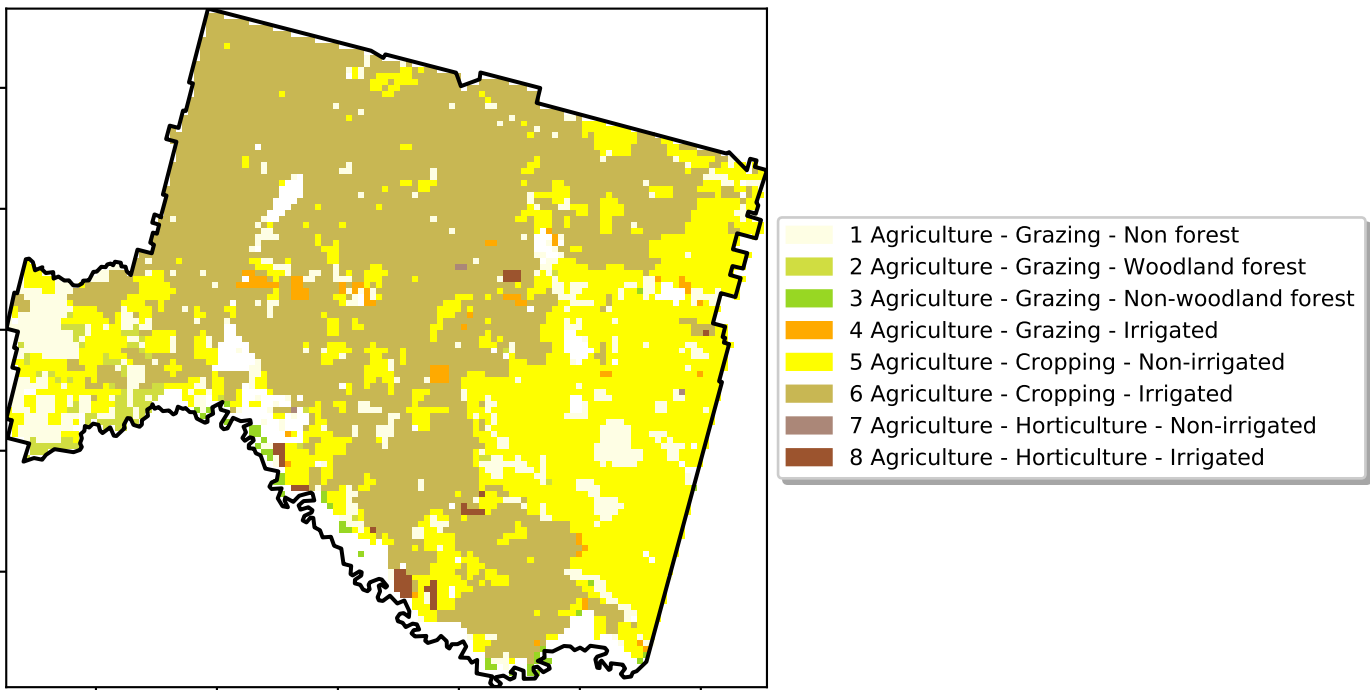 1 Agriculture - Grazing - Non forest
2 Agriculture - Grazing - Woodland forest
3 Agriculture - Grazing - Non-woodland forest
4 Agriculture - Grazing - Irrigated
5 Agriculture - Cropping - Non-irrigated
6 Agriculture - Cropping - Irrigated
7 Agriculture - Horticulture - Non-irrigated
8 Agriculture - Horticulture - Irrigated